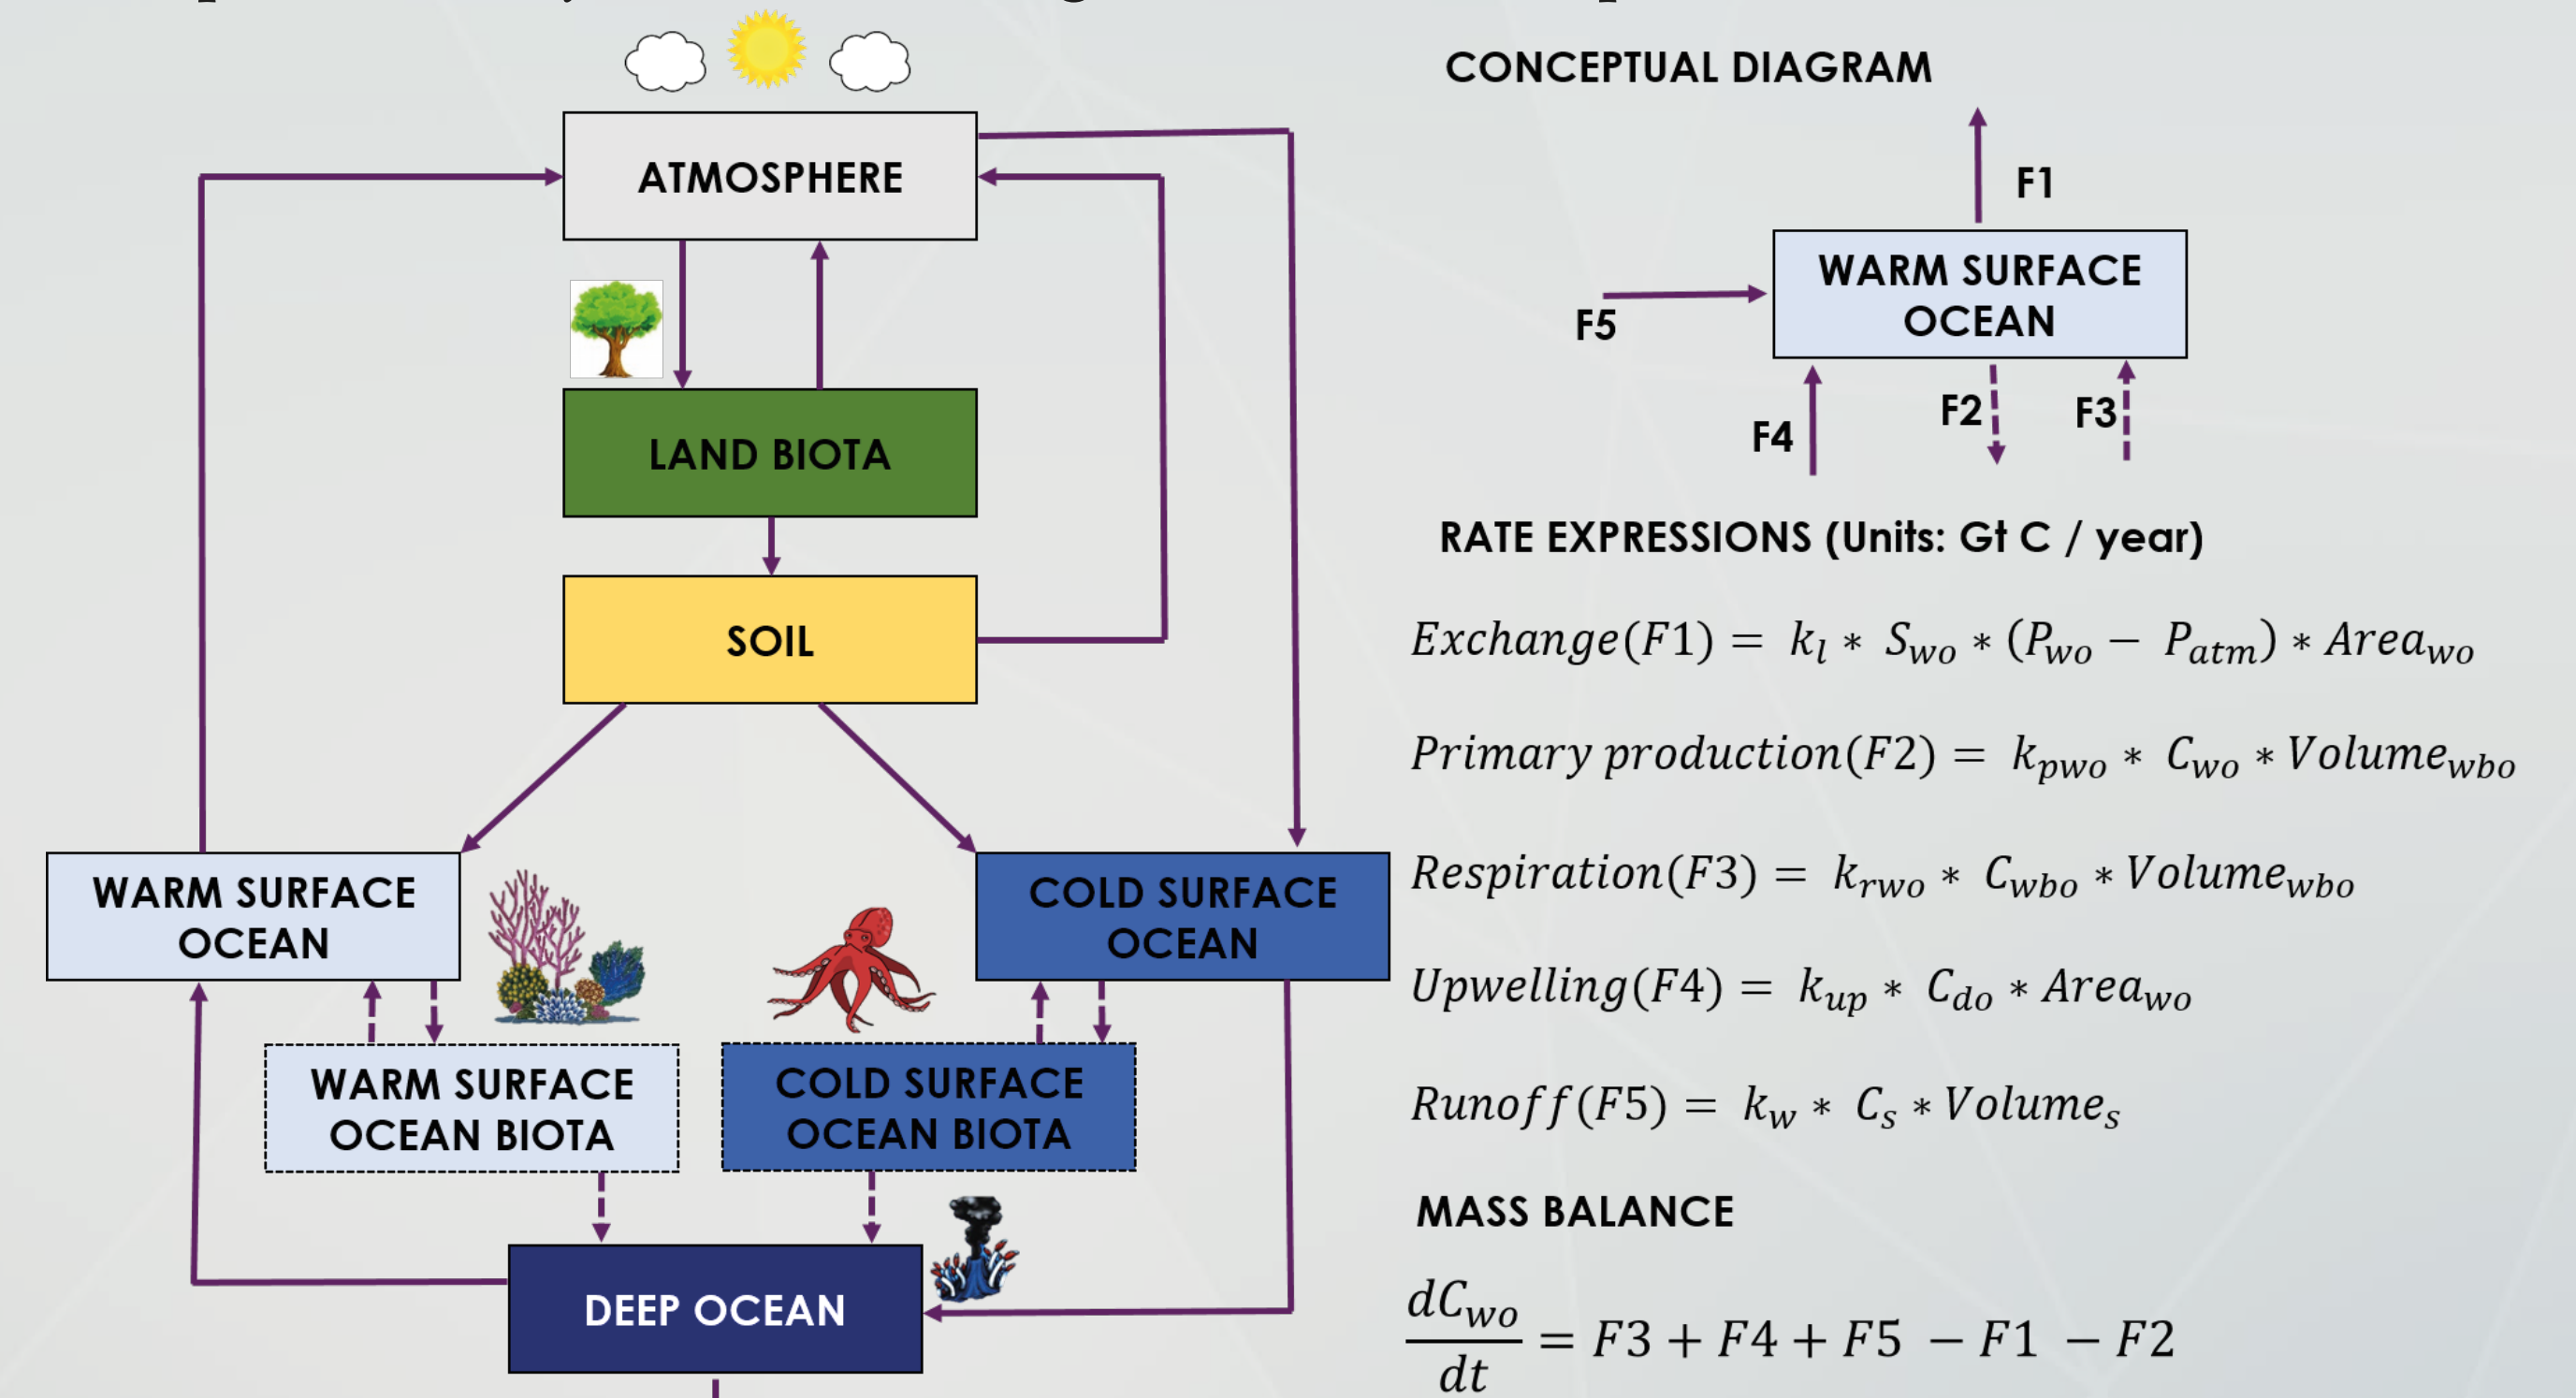 ATMOSPHERE
LAND BIOTA
SOIL
WARM SURFACE
OCEAN
COLD SURFACE
OCEAN
WARM SURFACE
OCEAN BIOTA
COLD SURFACE
OCEAN BIOTA
DEEP OCEAN
CONCEPTUAL DIAGRAM
F1
WARM SURFACE
OCEAN
F5
F4
F2
F3
RATE EXPRESSIONS (Units: Gt C / year)
Exchange(F1) = k_l * S_wo * (P_wo − P_atm) * Area_wo
Primary production(F2) = k_pwo * C_wo * Volume_wbo
Respiration(F3) = k_rwo * C_wbo * Volume_wbo
Upwelling(F4) = k_up * C_do * Area_wo
Runoff(F5) = k_w * C_s * Volume_s
MASS BALANCE
dC_wo/dt = F3 + F4 + F5 − F1 − F2